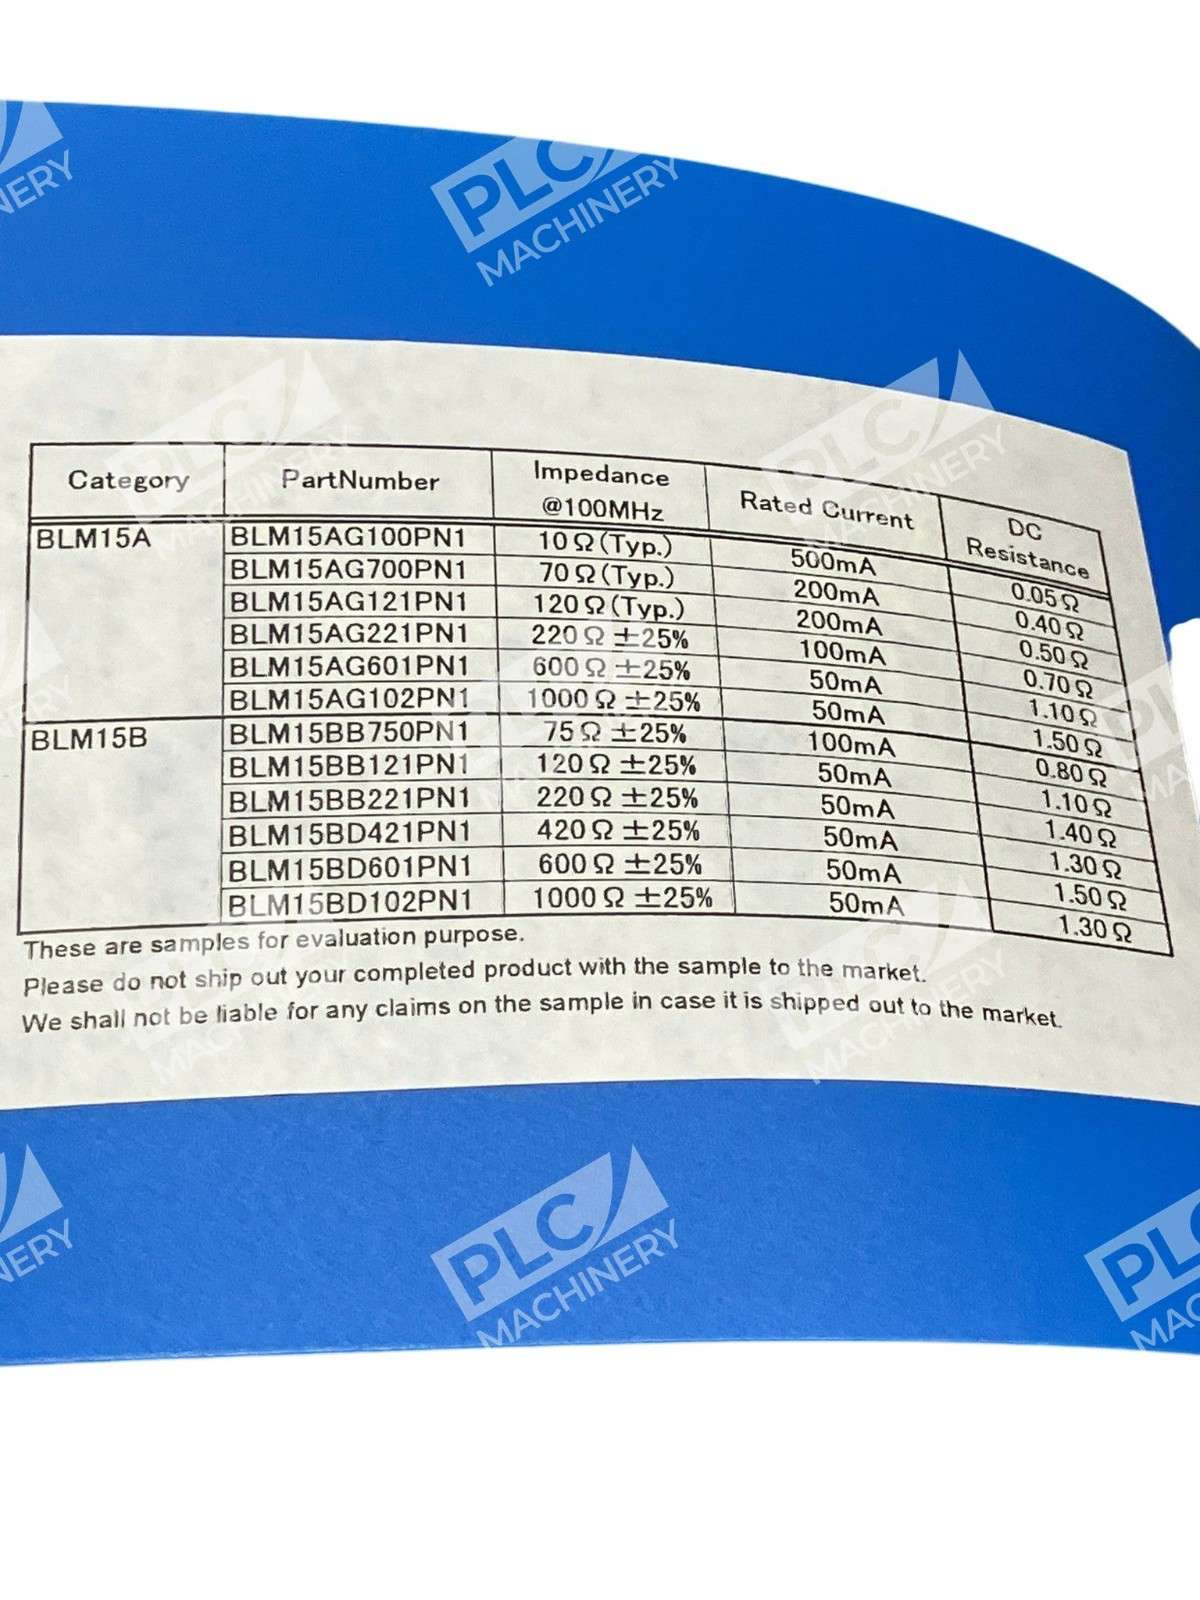 Category PartNumber Impedance @100MHz Rated Current DC Resistance
BLM15A BLM15AG100PN1 10Ω(Typ.) 500mA 0.05Ω
BLM15AG700PN1 70Ω(Typ.) 200mA 0.40Ω
BLM15AG121PN1 120Ω(Typ.) 200mA 0.50Ω
BLM15AG221PN1 220Ω±25% 100mA 0.70Ω
BLM15AG601PN1 600Ω±25% 50mA 1.10Ω
BLM15AG102PN1 1000Ω±25% 50mA 1.50Ω
BLM15B BLM15BB750PN1 75Ω±25% 100mA 0.80Ω
BLM15BB121PN1 120Ω±25% 50mA 1.10Ω
BLM15BB221PN1 220Ω±25% 50mA 1.40Ω
BLM15BD421PN1 420Ω±25% 50mA 1.30Ω
BLM15BD601PN1 600Ω±25% 50mA 1.50Ω
BLM15BD102PN1 1000Ω±25% 50mA 1.30Ω
These are samples for evaluation purpose.
Please do not ship out your completed product with the sample to the market.
We shall not be liable for any claims on the sample in case it is shipped out to the market.
PLC MACHINERY